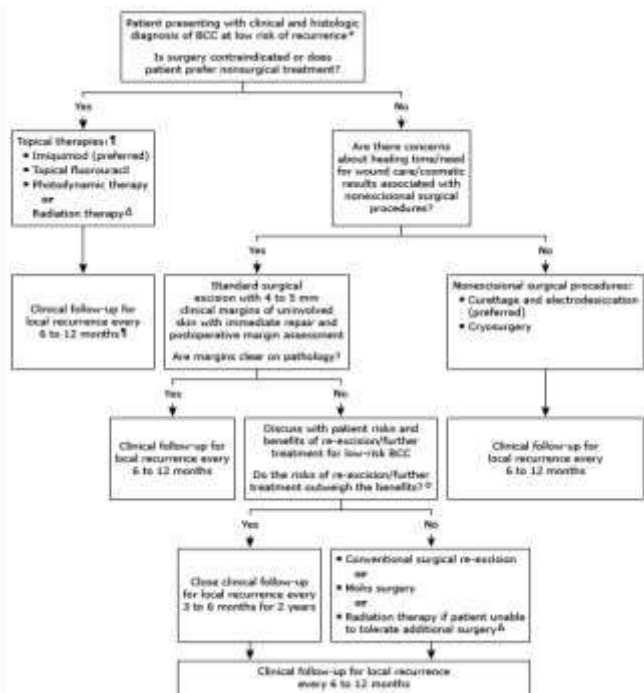 Patient presenting with clinical and histologic
diagnosis of BCC at low risk of recurrence*
Is surgery contraindicated or does
patient prefer nonsurgical treatment?
Yes
No
Topical therapies:¶
▪ Imiquimod (preferred)
▪ Topical fluorouracil
▪ Photodynamic therapy
or
Radiation therapyΔ
Are there concerns
about healing time/need
for wound care/cosmetic
results associated with
nonexcisional surgical
procedures?
Yes
No
Clinical follow-up for
local recurrence every
6 to 12 months¶
Standard surgical
excision with 4 to 5 mm
clinical margins of uninvolved
skin with immediate repair and
postoperative margin assessment
Are margins clear on pathology?
Nonexcisional surgical procedures:
▪ Curettage and electrodesiccation
(preferred)
▪ Cryosurgery
Yes
No
Clinical follow-up for
local recurrence every
6 to 12 months
Discuss with patient risks and
benefits of re-excision/further
treatment for low-risk BCC
Do the risks of re-excision/further
treatment outweigh the benefits?◊
Clinical follow-up for
local recurrence every
6 to 12 months
Yes
No
Close clinical follow-up
for local recurrence every
3 to 6 months for 2 years
▪ Conventional surgical re-excision
or
▪ Mohs surgery
or
▪ Radiation therapy if patient unable
to tolerate additional surgeryΔ
Clinical follow-up for local recurrence
every 6 to 12 months